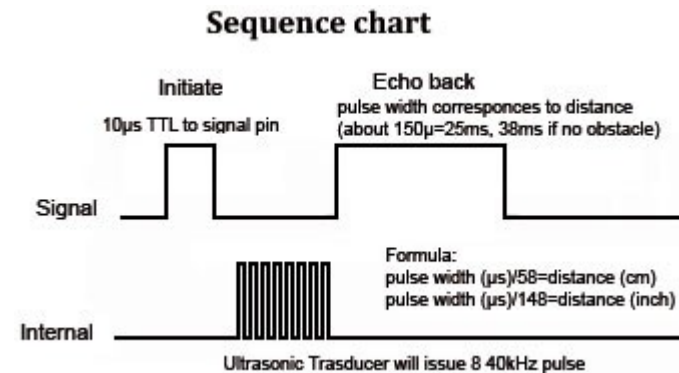 Sequence chart
Initiate
10µs TTL to signal pin
Echo back
pulse width corresponces to distance
(about 150µ=25ms, 38ms if no obstacle)
Signal
Formula:
pulse width (µs)/58=distance (cm)
pulse width (µs)/148=distance (inch)
Internal
Ultrasonic Trasducer will issue 8 40kHz pulse